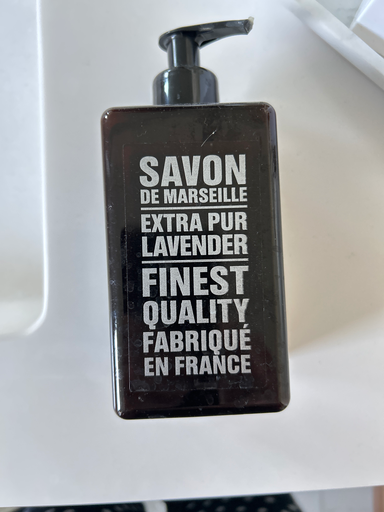 SAVON
DE MARSEILLE
EXTRA PUR
LAVENDER
FINEST
QUALITY
FABRIQUÉ
EN FRANCE